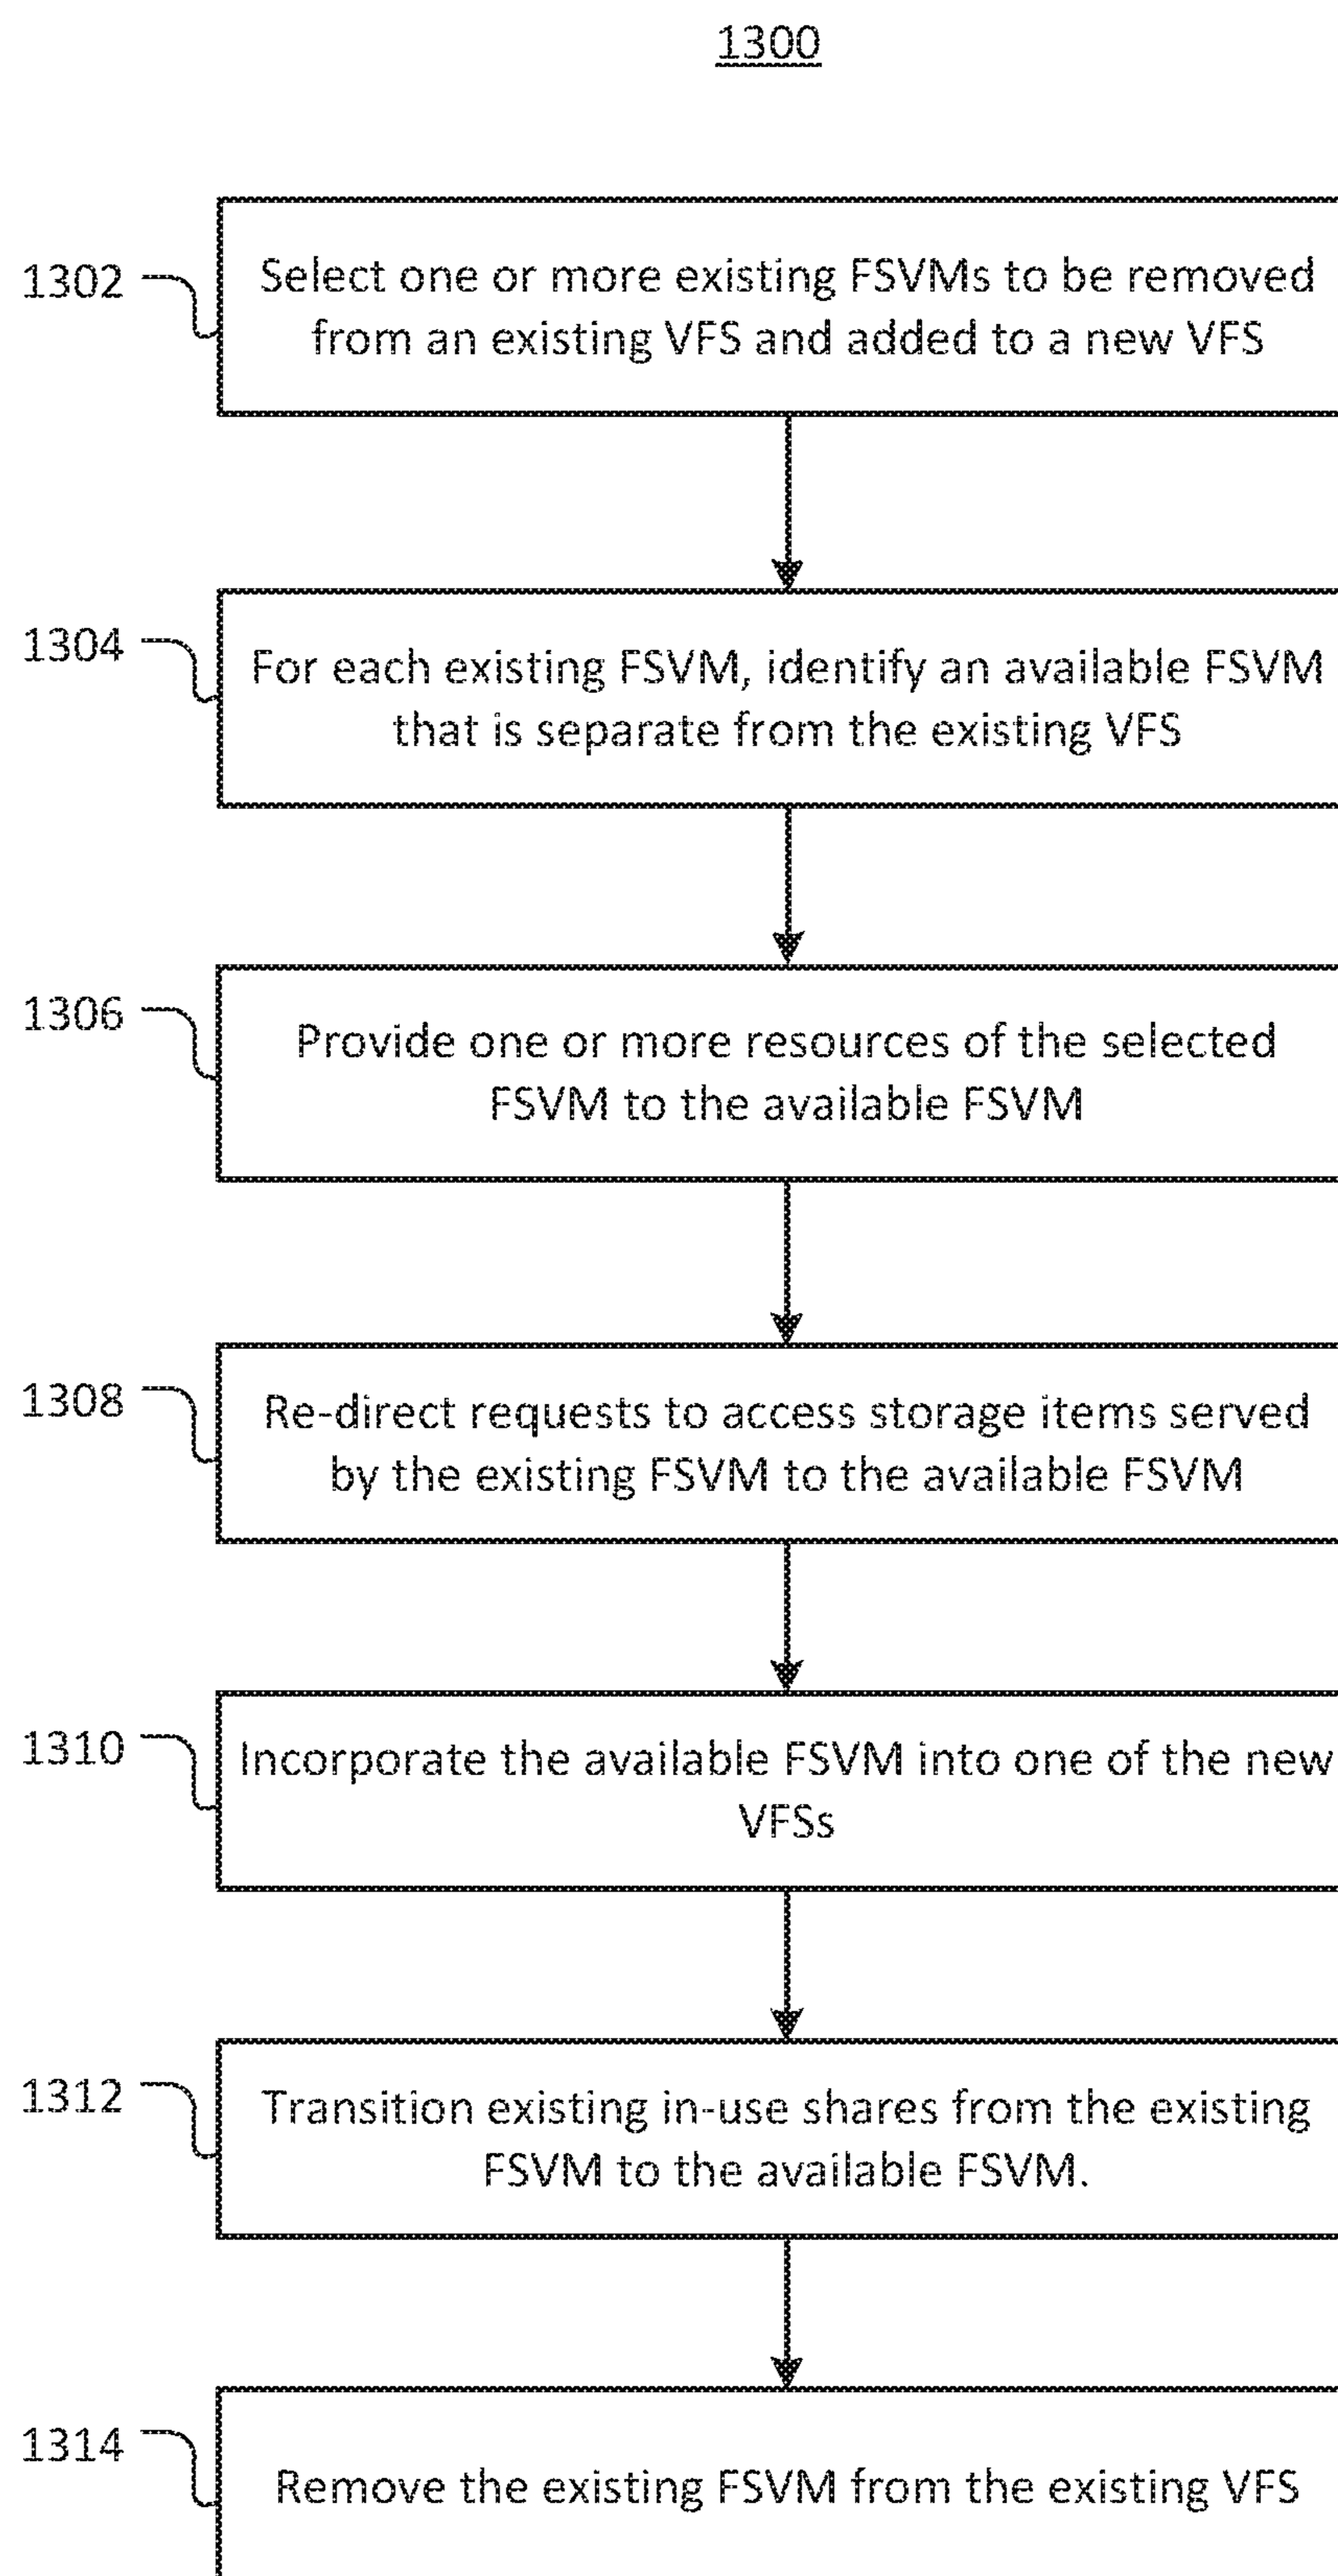 1300
1302
Select one or more existing FSVMs to be removed
from an existing VFS and added to a new VFS
1304
For each existing FSVM, identify an available FSVM
that is separate from the existing VFS
1306
Provide one or more resources of the selected
FSVM to the available FSVM
1308
Re-direct requests to access storage items served
by the existing FSVM to the available FSVM
1310
Incorporate the available FSVM into one of the new
VFSs
1312
Transition existing in-use shares from the existing
FSVM to the available FSVM.
1314
Remove the existing FSVM from the existing VFS